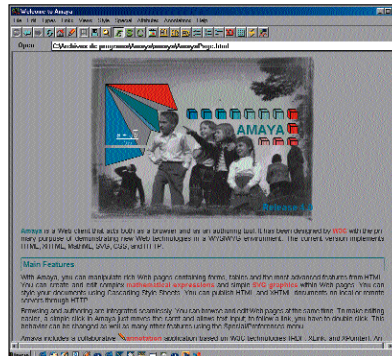 Welcome to Amaya
File Edit Types Links Views Style Special Attributes Annotations Help
Open C:\Archivos de programa\Amaya\amaya\AmayaPage.html
AMAYA
Release
Amaya is a Web client that acts both as a browser and as an authoring tool. It has been designed by W3C with the pri-
mary purpose of demonstrating new Web technologies in a WYSIWYG environment. The current version implements
HTML, XHTML, MathML, SVG, CSS, and HTTP.
Main Features
With Amaya, you can manipulate rich Web pages containing forms, tables and the most advanced features from HTML.
You can create and edit complex mathematical expressions and simple SVG graphics within Web pages. You can
style your documents using Cascading Style Sheets. You can publish HTML and XHTML documents on local or remote
servers through HTTP.
Browsing and authoring are integrated seamlessly. You can browse and edit Web pages at the same time. To make editing
easier, a simple click in Amaya just moves the caret and allows text input; to follow a link, you have to double click. This
behavior can be changed as well as many other features using the Special/Preferences menu.
Amaya includes a collaborative annotation application based on W3C technologies (RDF, XLink, and XPointer). An